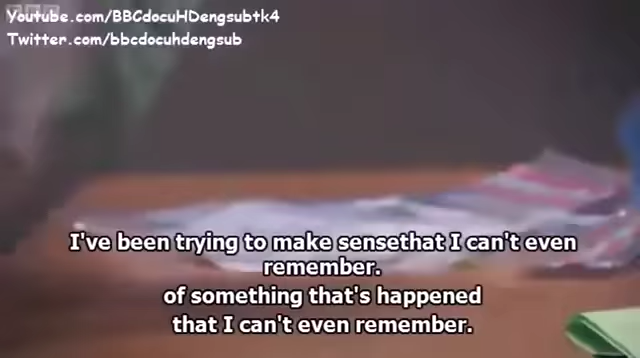 Youtube.com/BBCdocuHDengsubtk4
Twitter.com/bbcdocuhdengsub
I've been trying to make sensethat I can't even
remember.
of something that's happened
that I can't even remember.